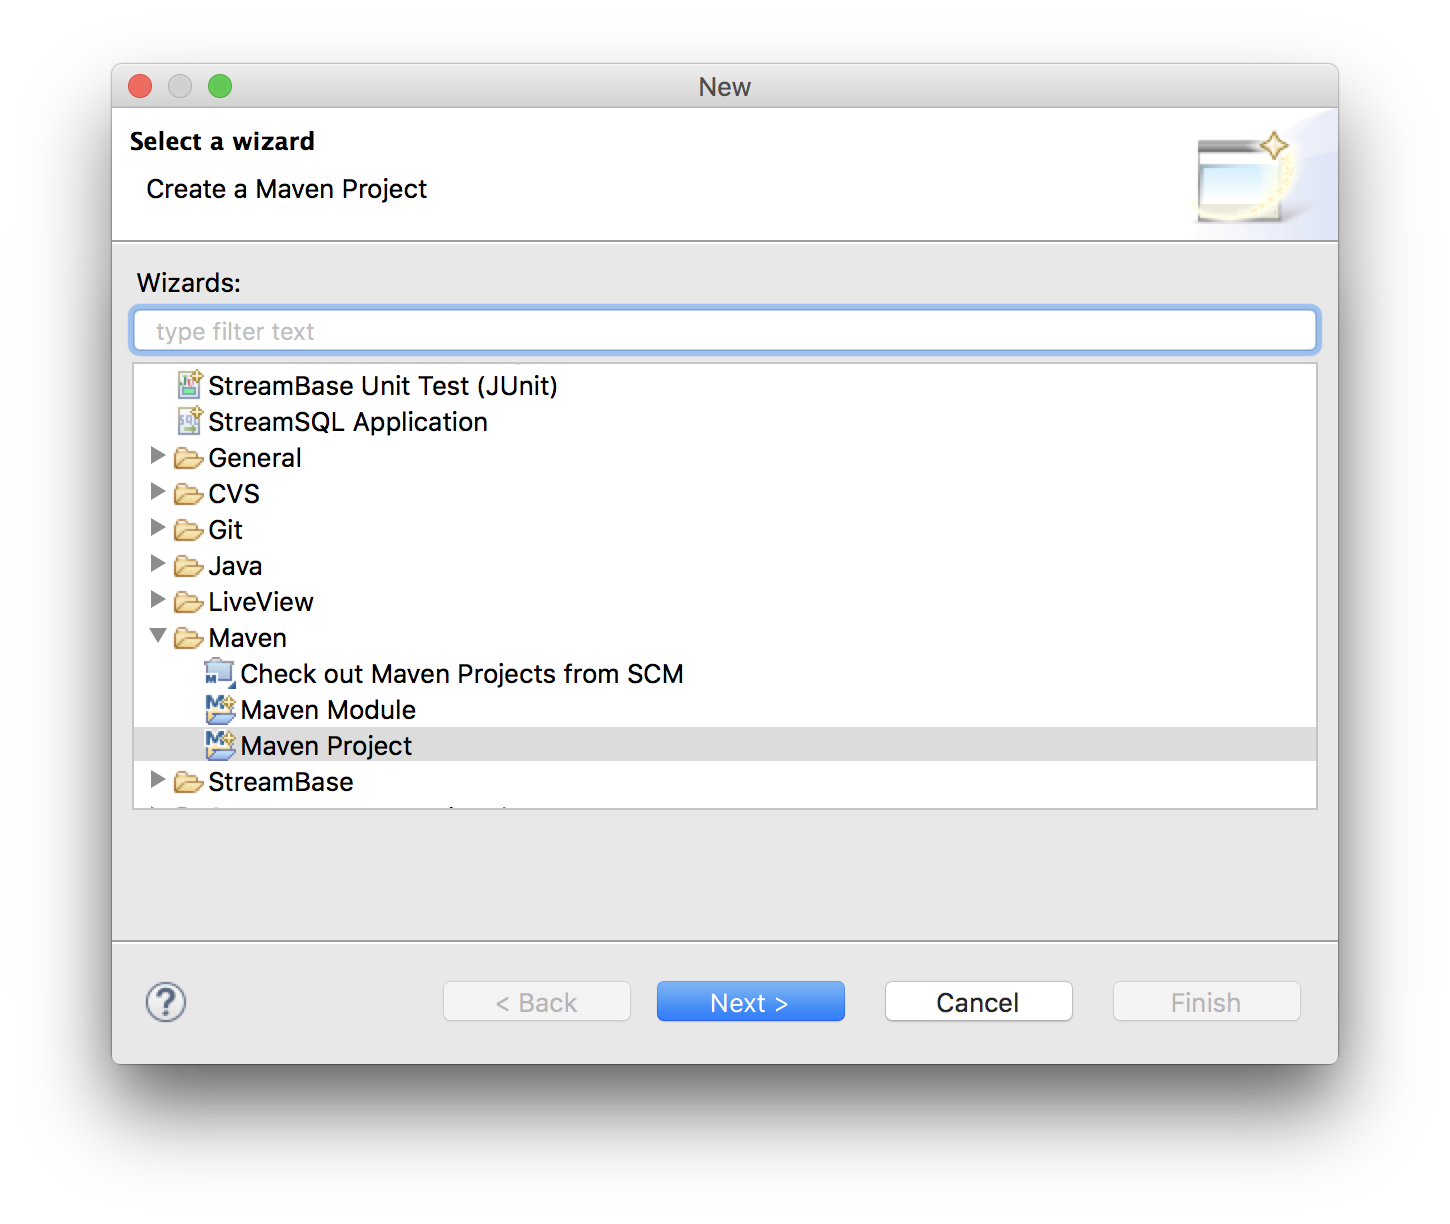 New
Select a wizard
Create a Maven Project
Wizards:
type filter text
StreamBase Unit Test (JUnit)
StreamSQL Application
General
CVS
Git
Java
LiveView
Maven
Check out Maven Projects from SCM
Maven Module
Maven Project
StreamBase
? < Back Next > Cancel Finish